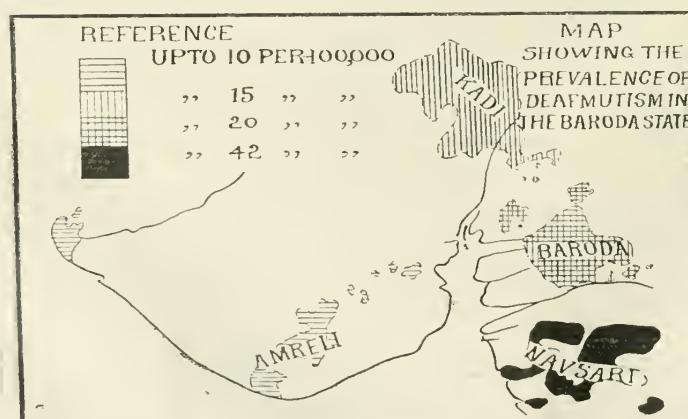 REFERENCE
UPTO 10 PER 100,000
,, 15 ,, ,,
,, 20 ,, ,,
,, 42 ,, ,,
MAP
SHOWING THE
PREVALENCE OF
DEAFMUTISM IN
THE BARODA STATE
KADI
BARODA
AMRELI
NAVSARI